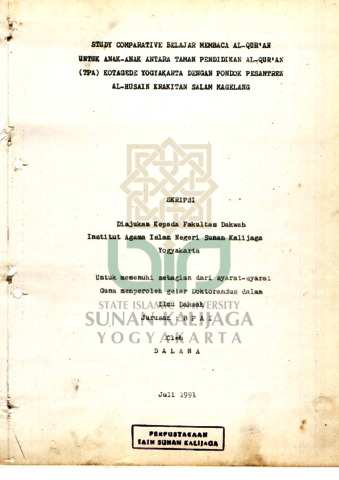 STUDY COMPARATIVE BELAJAR MEMBACA AL-QUR'AN
UNTUK ANAK-ANAK ANTARA TAMAN PENDIDIKAN AL-QUR'AN
(TPA) KOTAGEDE YOGYAKARTA DENGAN PONDOK PESANTREN
AL-HUSAIN KRAKITAN SALAM MAGELANG
SKRIPSI
Diajukan Kepada Fakultas Dakwah
Institut Agama Islam Negeri Sunan Kalijaga
Yogyakarta
Untuk memenuhi sebagian dari syarat-syarat
Guna memperoleh gelar Doktorandus dalam
Ilmu Dakwah
STATE ISLAMIC UNIVERSITY
Jurusan : B P A I
SUNAN KALIJAGA
Oleh
YOGYAKARTA
D A L A N A
Juli 1991
PERPUSTAKAAN
IAIN SUNAN KALIJAGA